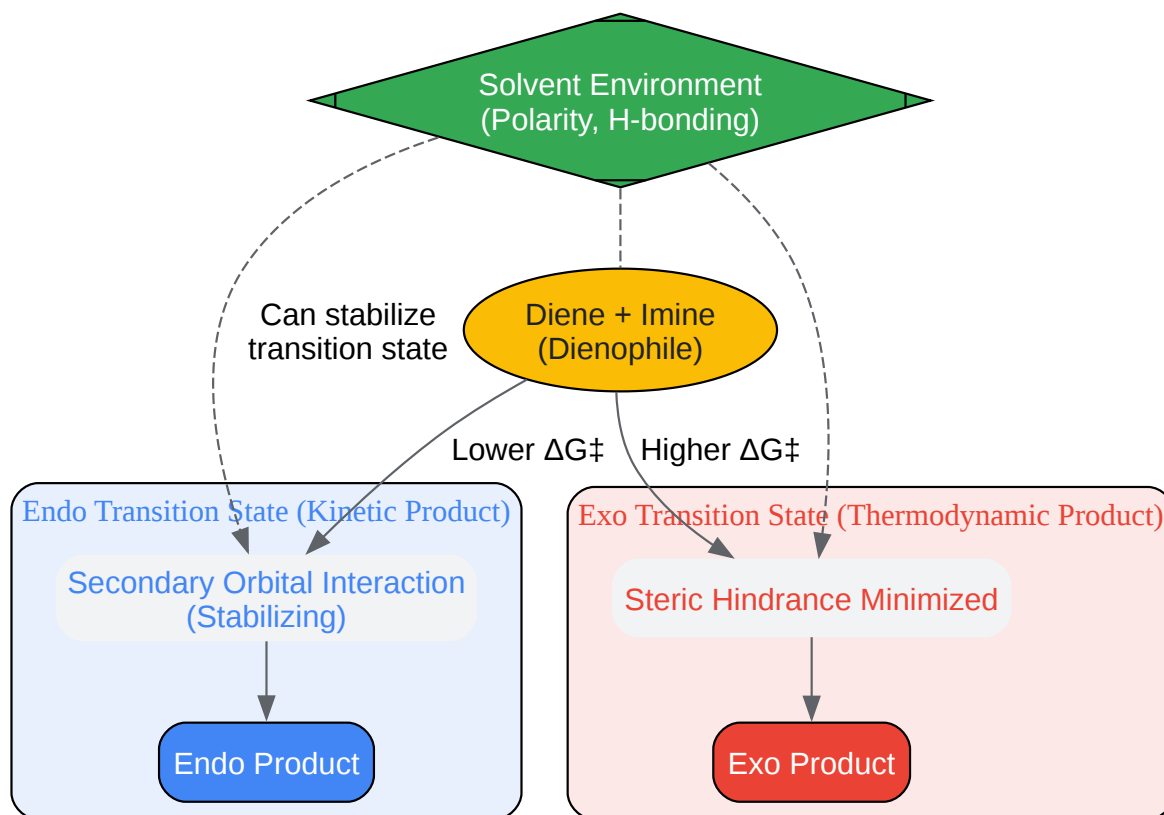 Solvent Environment
(Polarity, H-bonding)
Can stabilize
transition state
Diene + Imine
(Dienophile)
Lower ΔG‡
Higher ΔG‡
Endo Transition State (Kinetic Product)
Secondary Orbital Interaction
(Stabilizing)
Endo Product
Exo Transition State (Thermodynamic Product)
Steric Hindrance Minimized
Exo Product